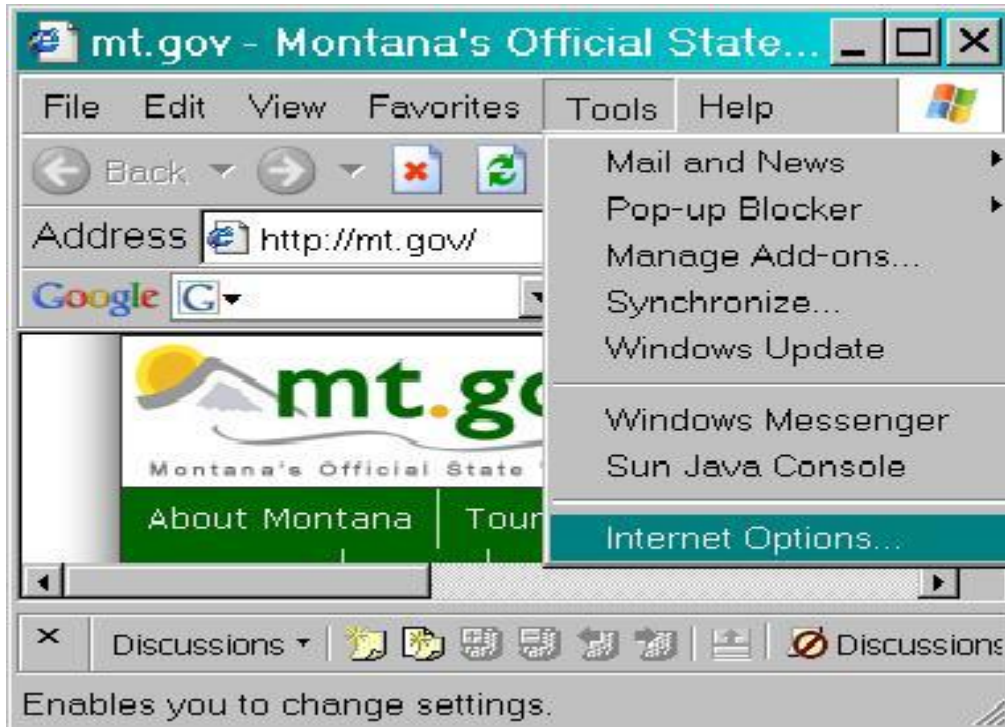 mt.gov - Montana's Official State...
File Edit View Favorites Tools Help
Back
Mail and News
Pop-up Blocker
Address http://mt.gov/
Manage Add-ons...
Google G
Synchronize...
Windows Update
mt.go
Windows Messenger
Montana's Official State
Sun Java Console
About Montana Tour
Internet Options...
Discussions Discussions
Enables you to change settings.